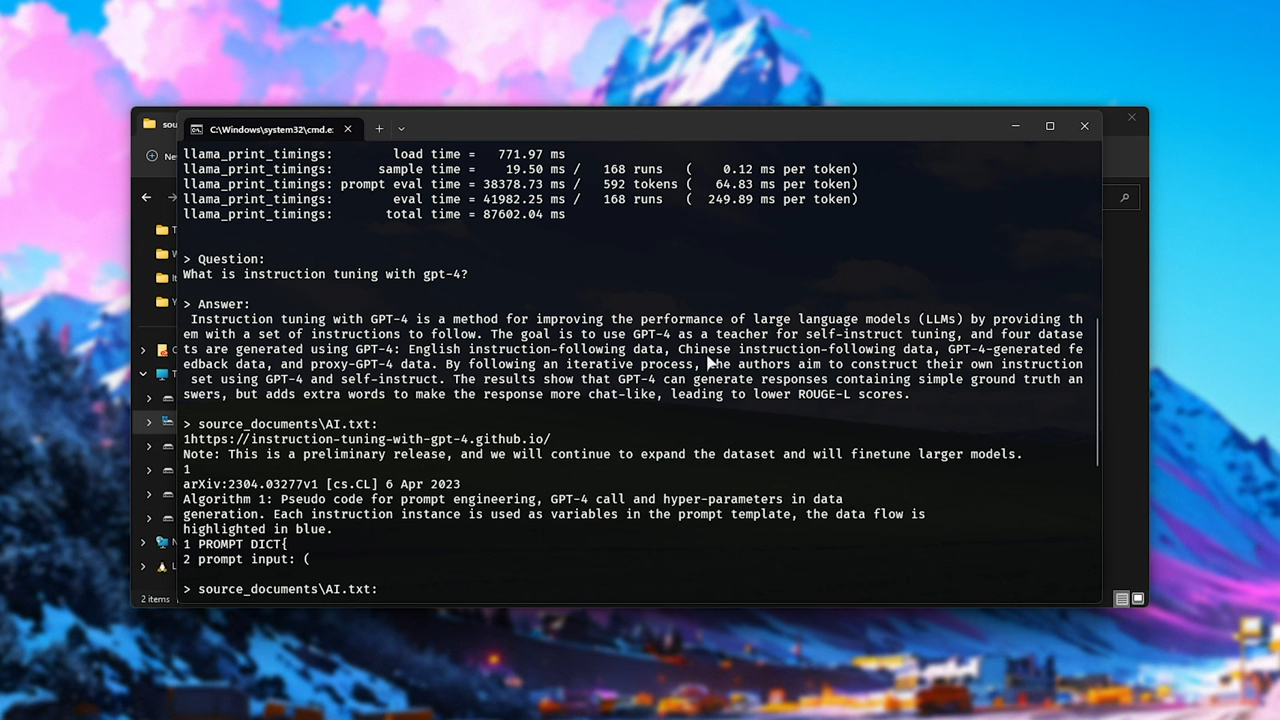 sou
C:\Windows\system32\cmd.e:
Ne
llama_print_timings:        load time =   771.97 ms
llama_print_timings:      sample time =    19.50 ms /   168 runs   (    0.12 ms per token)
llama_print_timings: prompt eval time = 38378.73 ms /   592 tokens (   64.83 ms per token)
llama_print_timings:        eval time = 41982.25 ms /   168 runs   (  249.89 ms per token)
llama_print_timings:       total time = 87602.04 ms
> Question:
What is instruction tuning with gpt-4?
> Answer:
 Instruction tuning with GPT-4 is a method for improving the performance of large language models (LLMs) by providing th
em with a set of instructions to follow. The goal is to use GPT-4 as a teacher for self-instruct tuning, and four datase
ts are generated using GPT-4: English instruction-following data, Chinese instruction-following data, GPT-4-generated fe
edback data, and proxy-GPT-4 data. By following an iterative process, the authors aim to construct their own instruction
 set using GPT-4 and self-instruct. The results show that GPT-4 can generate responses containing simple ground truth an
swers, but adds extra words to make the response more chat-like, leading to lower ROUGE-L scores.
> source_documents\AI.txt:
1https://instruction-tuning-with-gpt-4.github.io/
Note: This is a preliminary release, and we will continue to expand the dataset and will finetune larger models.
1
arXiv:2304.03277v1 [cs.CL] 6 Apr 2023
Algorithm 1: Pseudo code for prompt engineering, GPT-4 call and hyper-parameters in data
generation. Each instruction instance is used as variables in the prompt template, the data flow is
highlighted in blue.
1 PROMPT DICT{
2 prompt input: (
> source_documents\AI.txt:
2 items